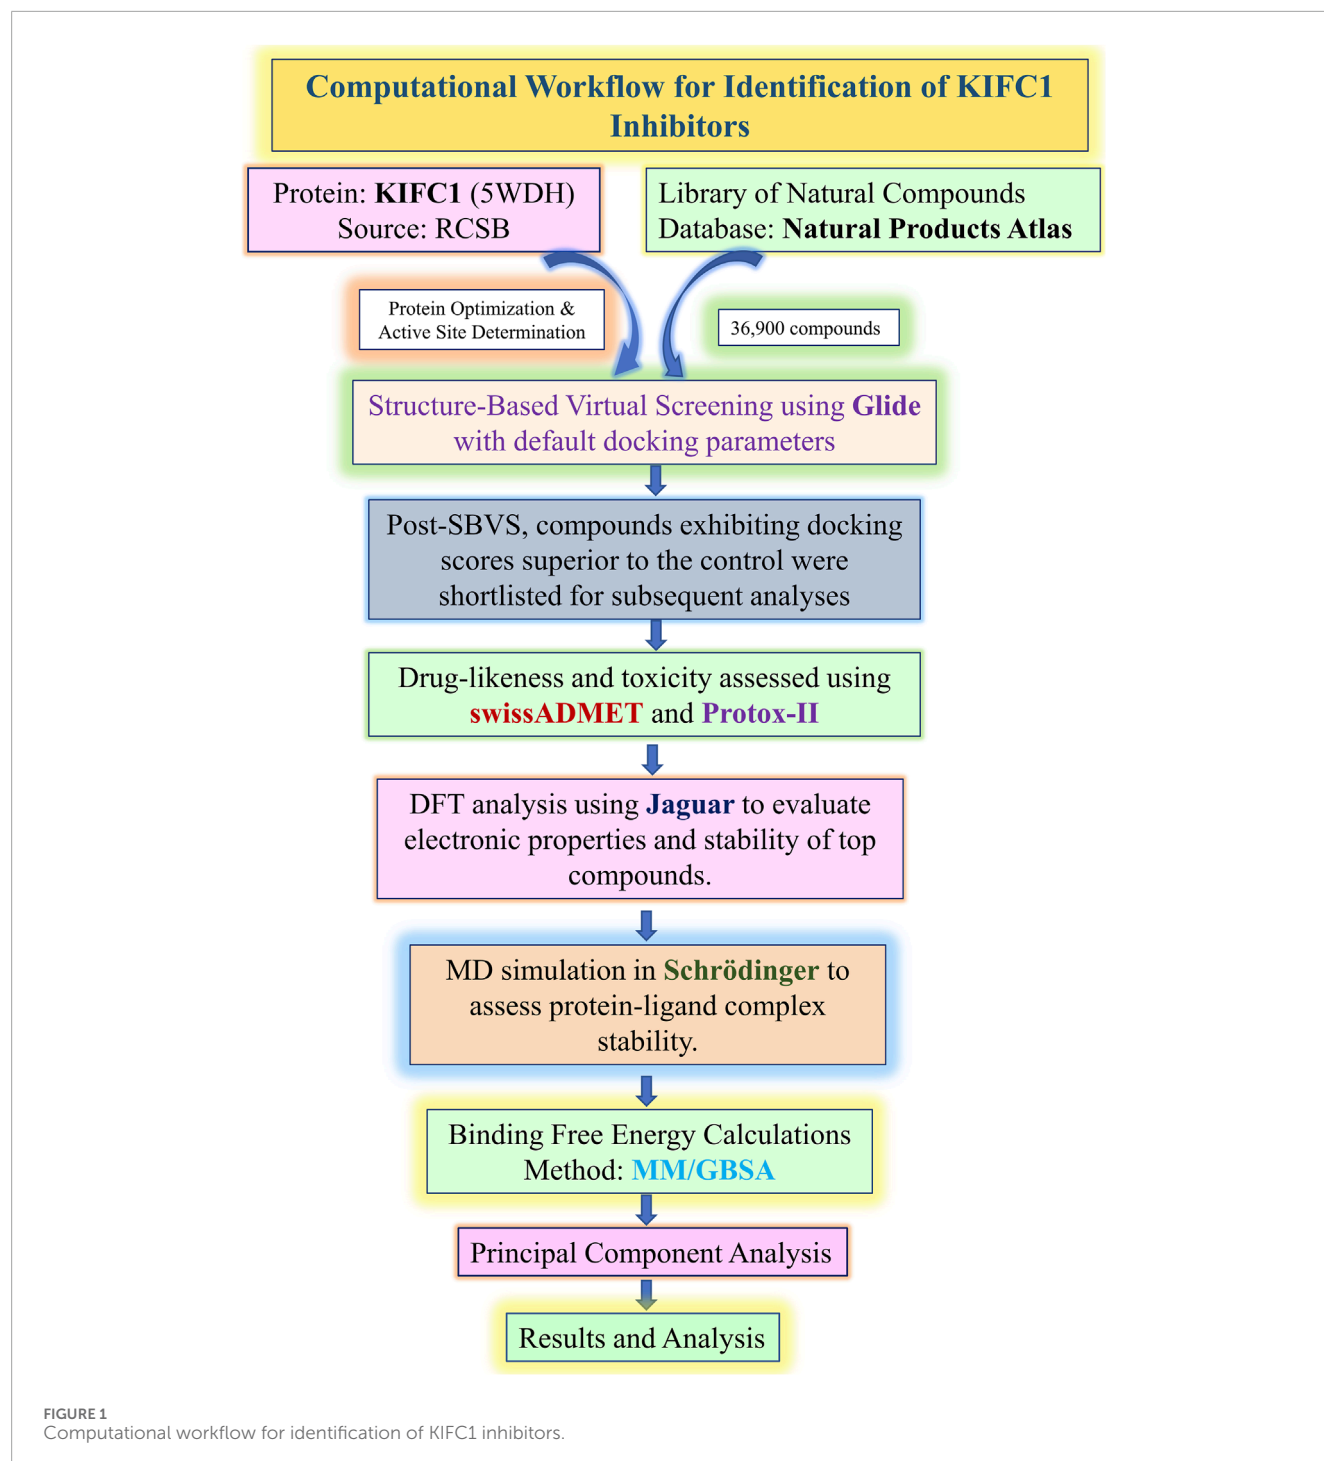 Computational Workflow for Identification of KIFC1
Inhibitors
Protein: KIFC1 (5WDH)
Source: RCSB
Library of Natural Compounds
Database: Natural Products Atlas
Protein Optimization &
Active Site Determination
36,900 compounds
Structure-Based Virtual Screening using Glide
with default docking parameters
Post-SBVS, compounds exhibiting docking
scores superior to the control were
shortlisted for subsequent analyses
Drug-likeness and toxicity assessed using
swissADMET and Protox-II
DFT analysis using Jaguar to evaluate
electronic properties and stability of top
compounds.
MD simulation in Schrödinger to
assess protein-ligand complex
stability.
Binding Free Energy Calculations
Method: MM/GBSA
Principal Component Analysis
Results and Analysis
FIGURE 1
Computational workflow for identification of KIFC1 inhibitors.